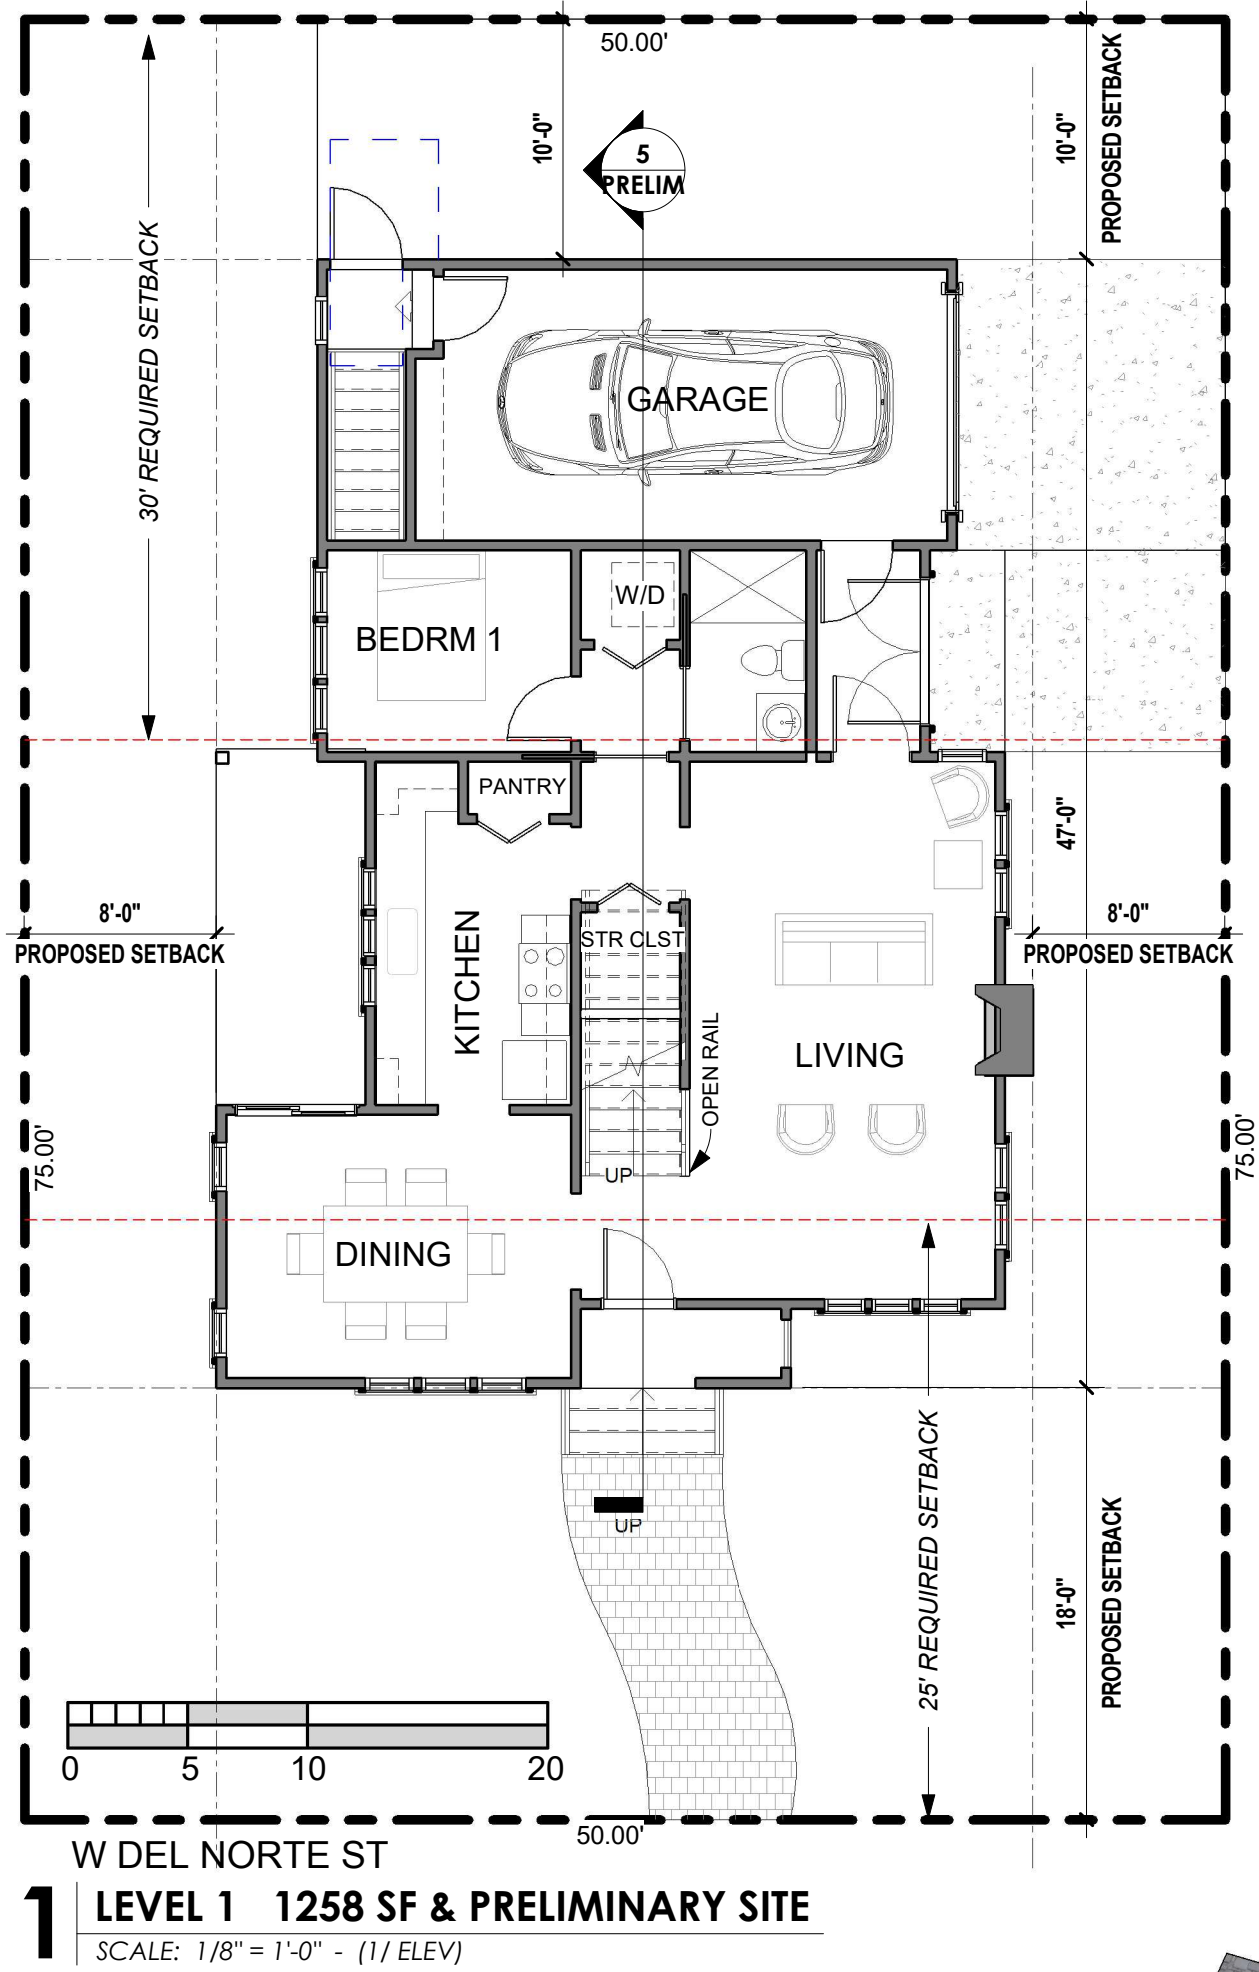 50.00'
10'-0"
10'-0"
PROPOSED SETBACK
5
PRELIM
30' REQUIRED SETBACK
GARAGE
W/D
BEDRM 1
PANTRY
47'-0"
8'-0"
PROPOSED SETBACK
8'-0"
PROPOSED SETBACK
KITCHEN
STR CLST
OPEN RAIL
LIVING
75.00'
75.00'
UP
DINING
25' REQUIRED SETBACK
UP
18'-0"
PROPOSED SETBACK
0 5 10 20
50.00'
W DEL NORTE ST
1
LEVEL 1 1258 SF & PRELIMINARY SITE
SCALE: 1/8" = 1'-0" - (1/ ELEV)